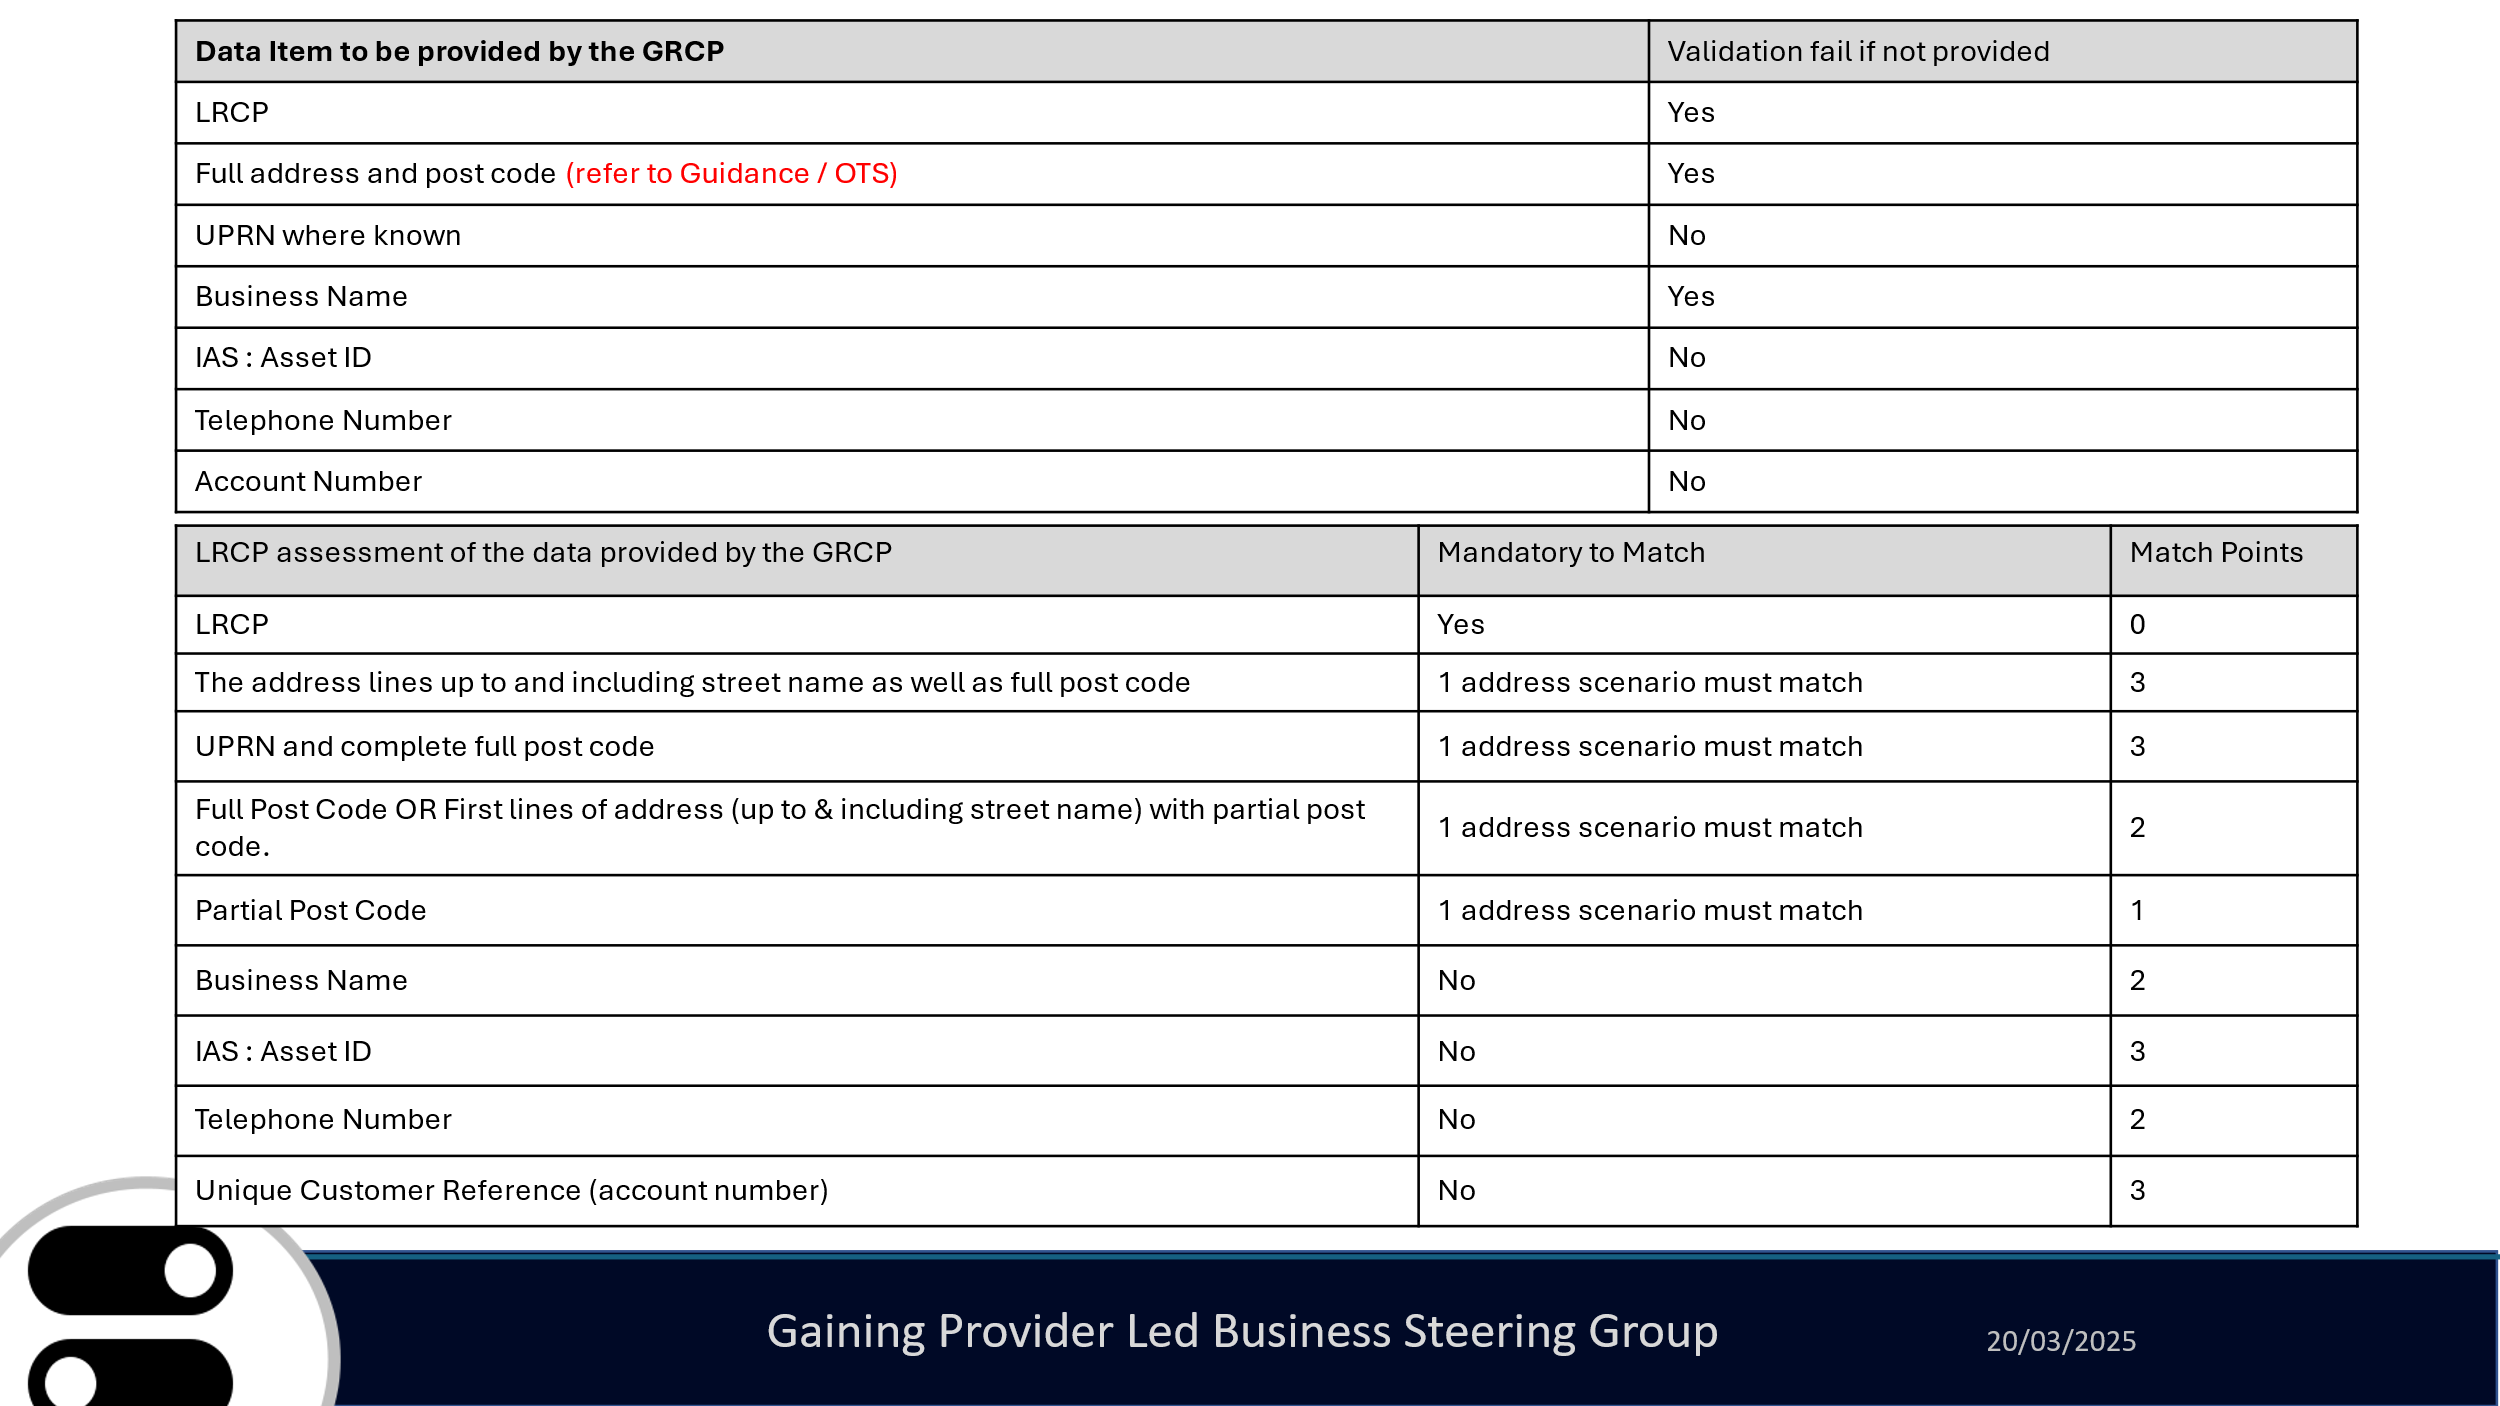 Data Item to be provided by the GRCP
Validation fail if not provided
LRCP
Yes
Full address and post code (refer to Guidance / OTS)
Yes
UPRN where known
No
Business Name
Yes
IAS : Asset ID
No
Telephone Number
No
Account Number
No
LRCP assessment of the data provided by the GRCP
Mandatory to Match
Match Points
LRCP
Yes
0
The address lines up to and including street name as well as full post code
1 address scenario must match
3
UPRN and complete full post code
1 address scenario must match
3
Full Post Code OR First lines of address (up to & including street name) with partial post
code.
1 address scenario must match
2
Partial Post Code
1 address scenario must match
1
Business Name
No
2
IAS : Asset ID
No
3
Telephone Number
No
2
Unique Customer Reference (account number)
No
3
Gaining Provider Led Business Steering Group
20/03/2025